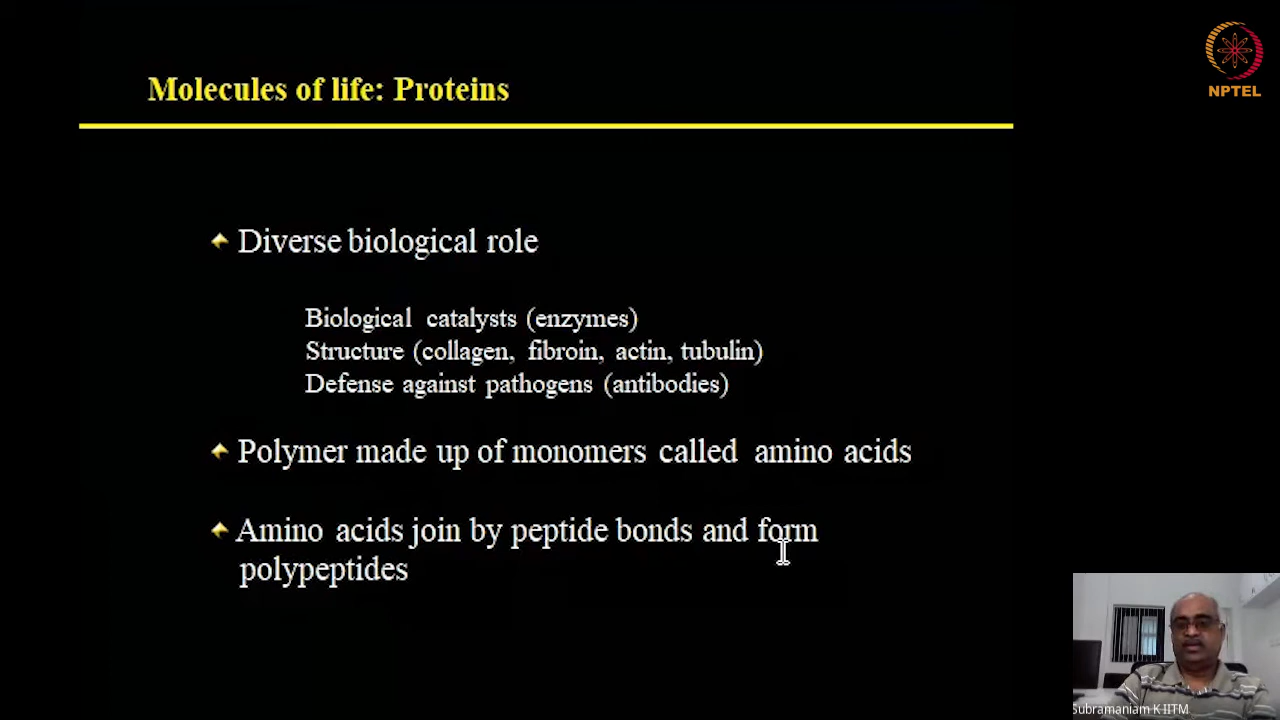 NPTEL
Molecules of life: Proteins
Diverse biological role
Biological catalysts (enzymes)
Structure (collagen, fibroin, actin, tubulin)
Defense against pathogens (antibodies)
Polymer made up of monomers called amino acids
Amino acids join by peptide bonds and form
polypeptides
Subramaniam K IITM